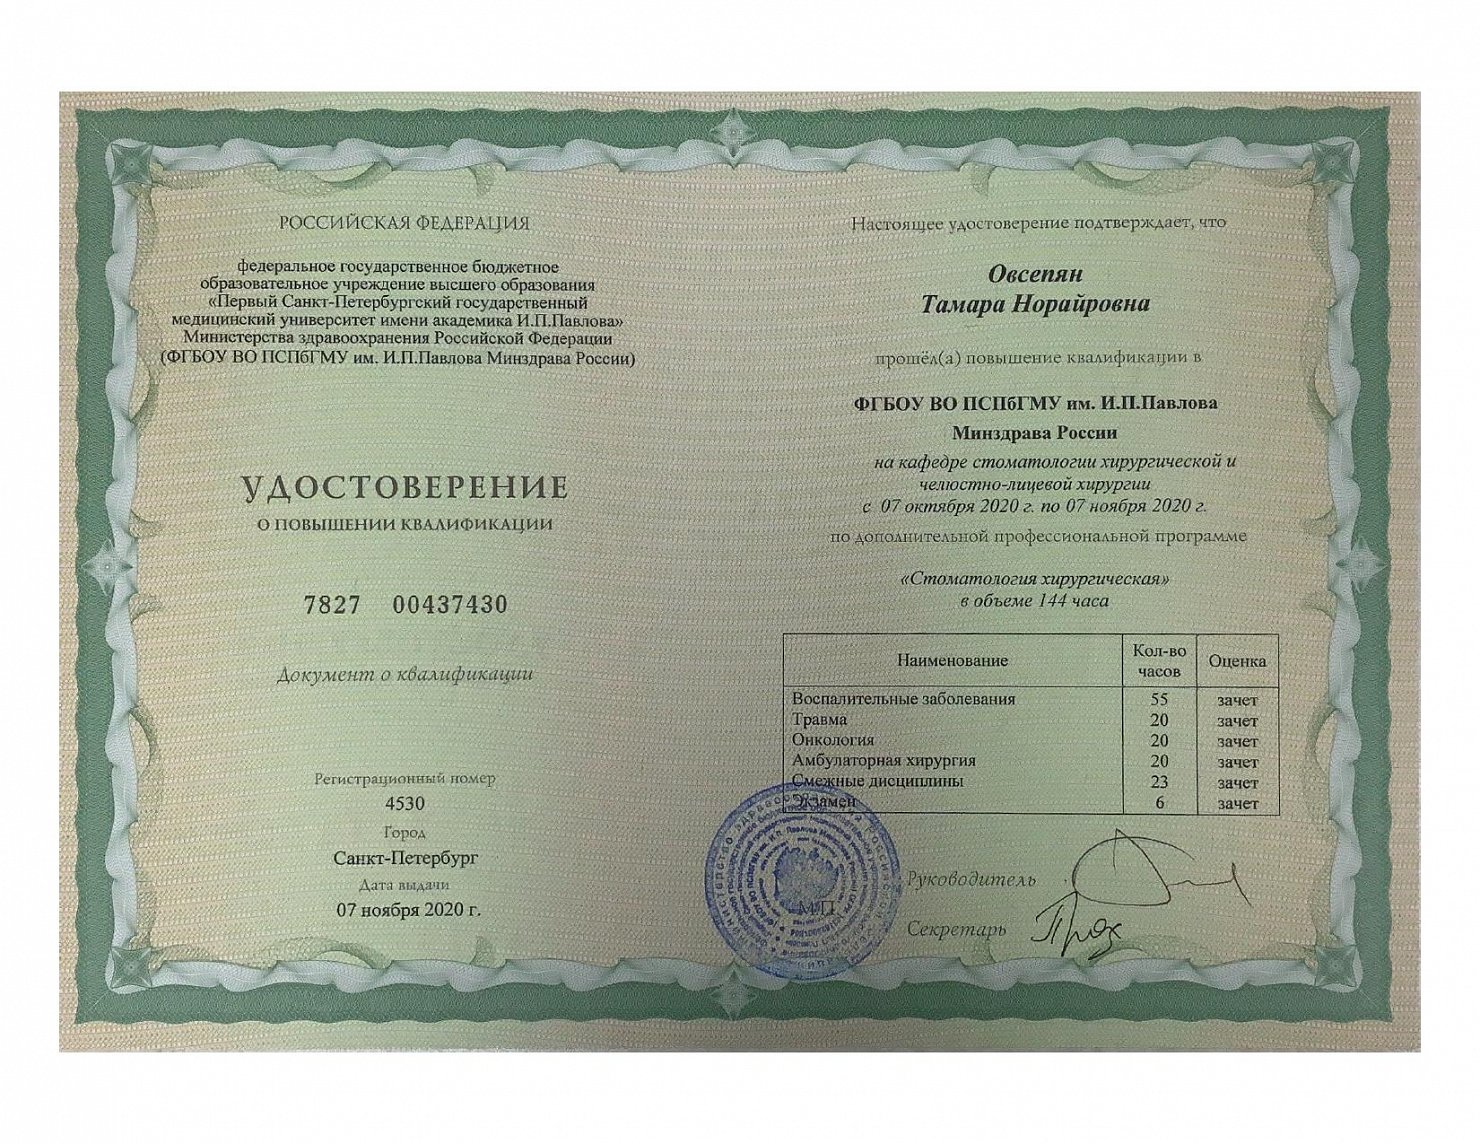 РОССИЙСКАЯ ФЕДЕРАЦИЯ
федеральное государственное бюджетное
образовательное учреждение высшего образования
«Первый Санкт-Петербургский государственный
медицинский университет имени академика И.П.Павлова»
Министерства здравоохранения Российской Федерации
(ФГБОУ ВО ПСПбГМУ им. И.П.Павлова Минздрава России)
УДОСТОВЕРЕНИЕ
О ПОВЫШЕНИИ КВАЛИФИКАЦИИ
7827 00437430
Документ о квалификации
Регистрационный номер
4530
Город
Санкт-Петербург
Дата выдачи
07 ноября 2020 г.
Настоящее удостоверение подтверждает, что
Овсепян
Тамара Норайровна
прошёл(а) повышение квалификации в
ФГБОУ ВО ПСПбГМУ им. И.П.Павлова
Минздрава России
на кафедре стоматологии хирургической и
челюстно-лицевой хирургии
с 07 октября 2020 г. по 07 ноября 2020 г.
по дополнительной профессиональной программе
«Стоматология хирургическая»
в объеме 144 часа
Наименование Кол-во часов Оценка
Воспалительные заболевания 55 зачет
Травма 20 зачет
Онкология 20 зачет
Амбулаторная хирургия 20 зачет
Смежные дисциплины 23 зачет
Экзамен 6 зачет
Руководитель
М.П.
Секретарь